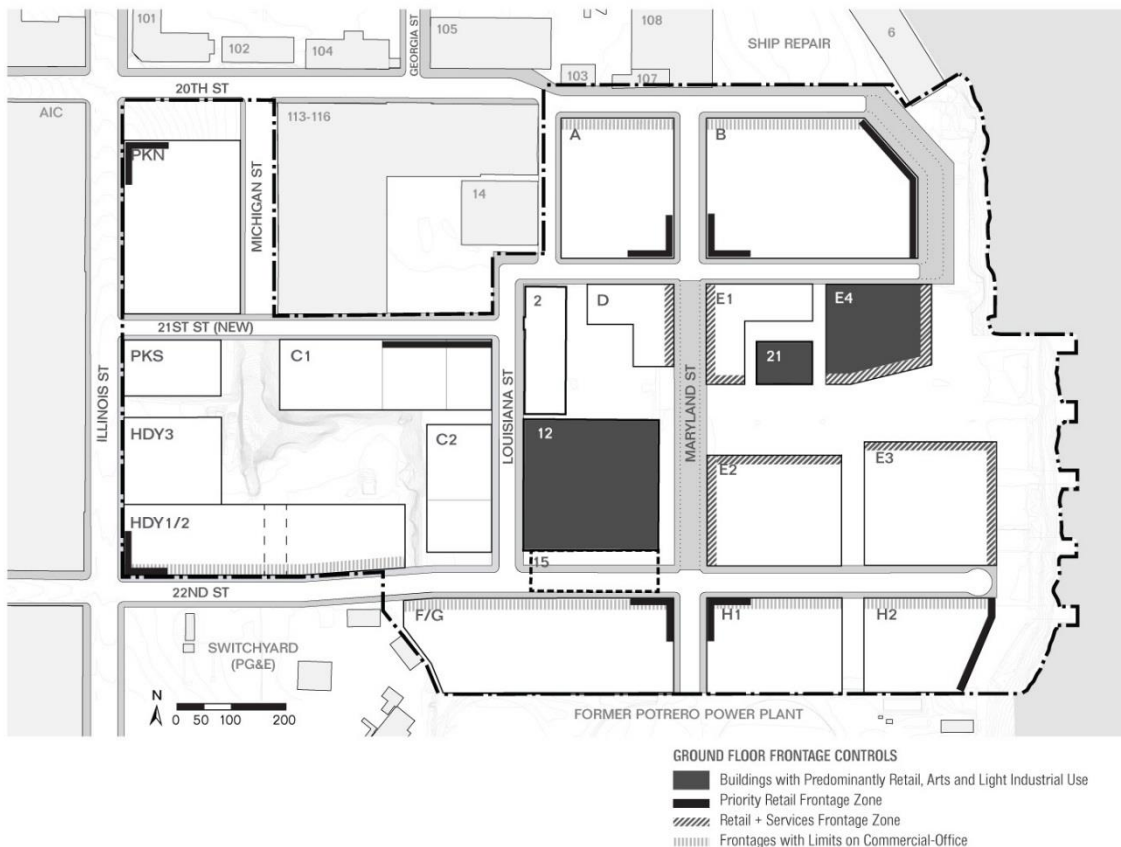 101
102
104
GEORGIA ST
105
108
SHIP REPAIR
6
103
107
20TH ST
AIC
113-116
A
B
PKN
MICHIGAN ST
14
2
D
E1
E4
21ST ST (NEW)
PKS
C1
21
ILLINOIS ST
LOUISIANA ST
MARYLAND ST
HDY3
C2
12
E2
E3
HDY1/2
15
22ND ST
F/G
H1
H2
SWITCHYARD
(PG&E)
N
0 50 100 200
FORMER POTRERO POWER PLANT
GROUND FLOOR FRONTAGE CONTROLS
Buildings with Predominantly Retail, Arts and Light Industrial Use
Priority Retail Frontage Zone
Retail + Services Frontage Zone
Frontages with Limits on Commercial-Office